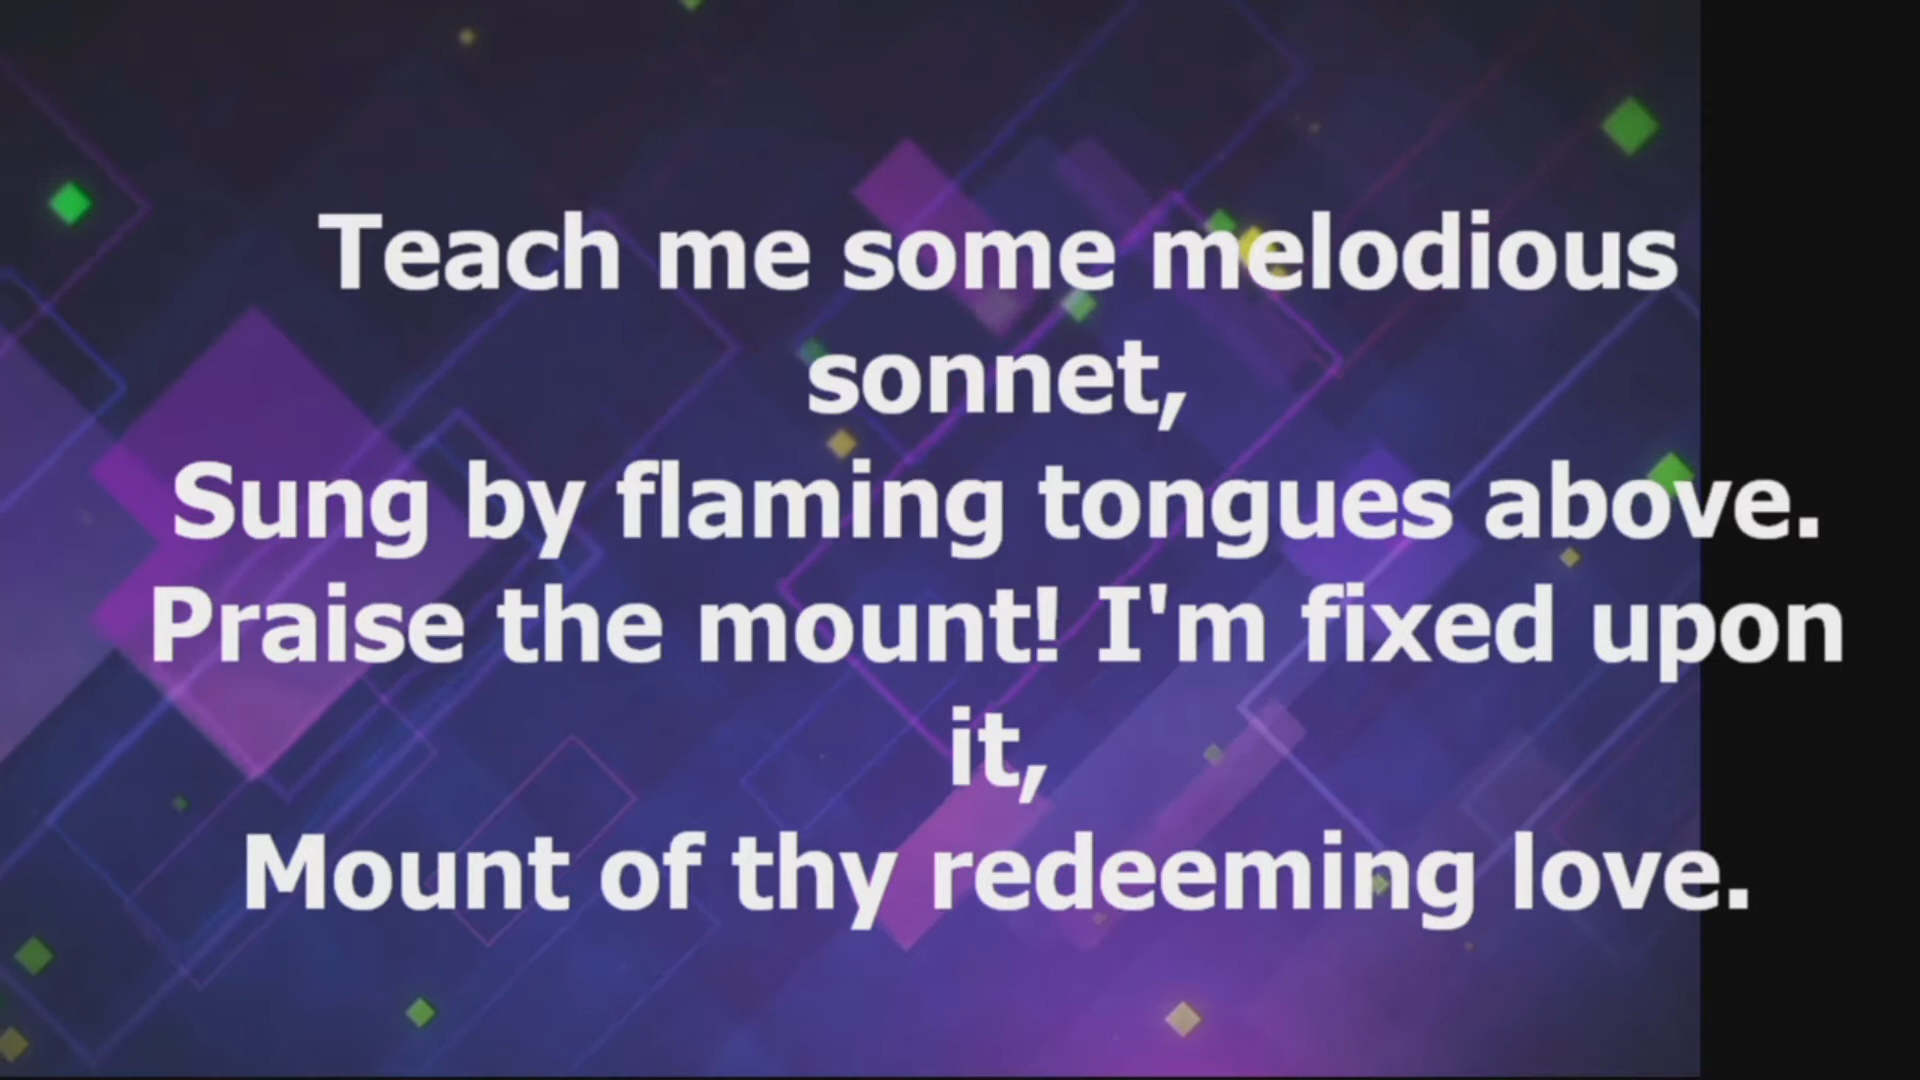 Teach me some melodious
sonnet,
Sung by flaming tongues above.
Praise the mount! I'm fixed upon
it,
Mount of thy redeeming love.